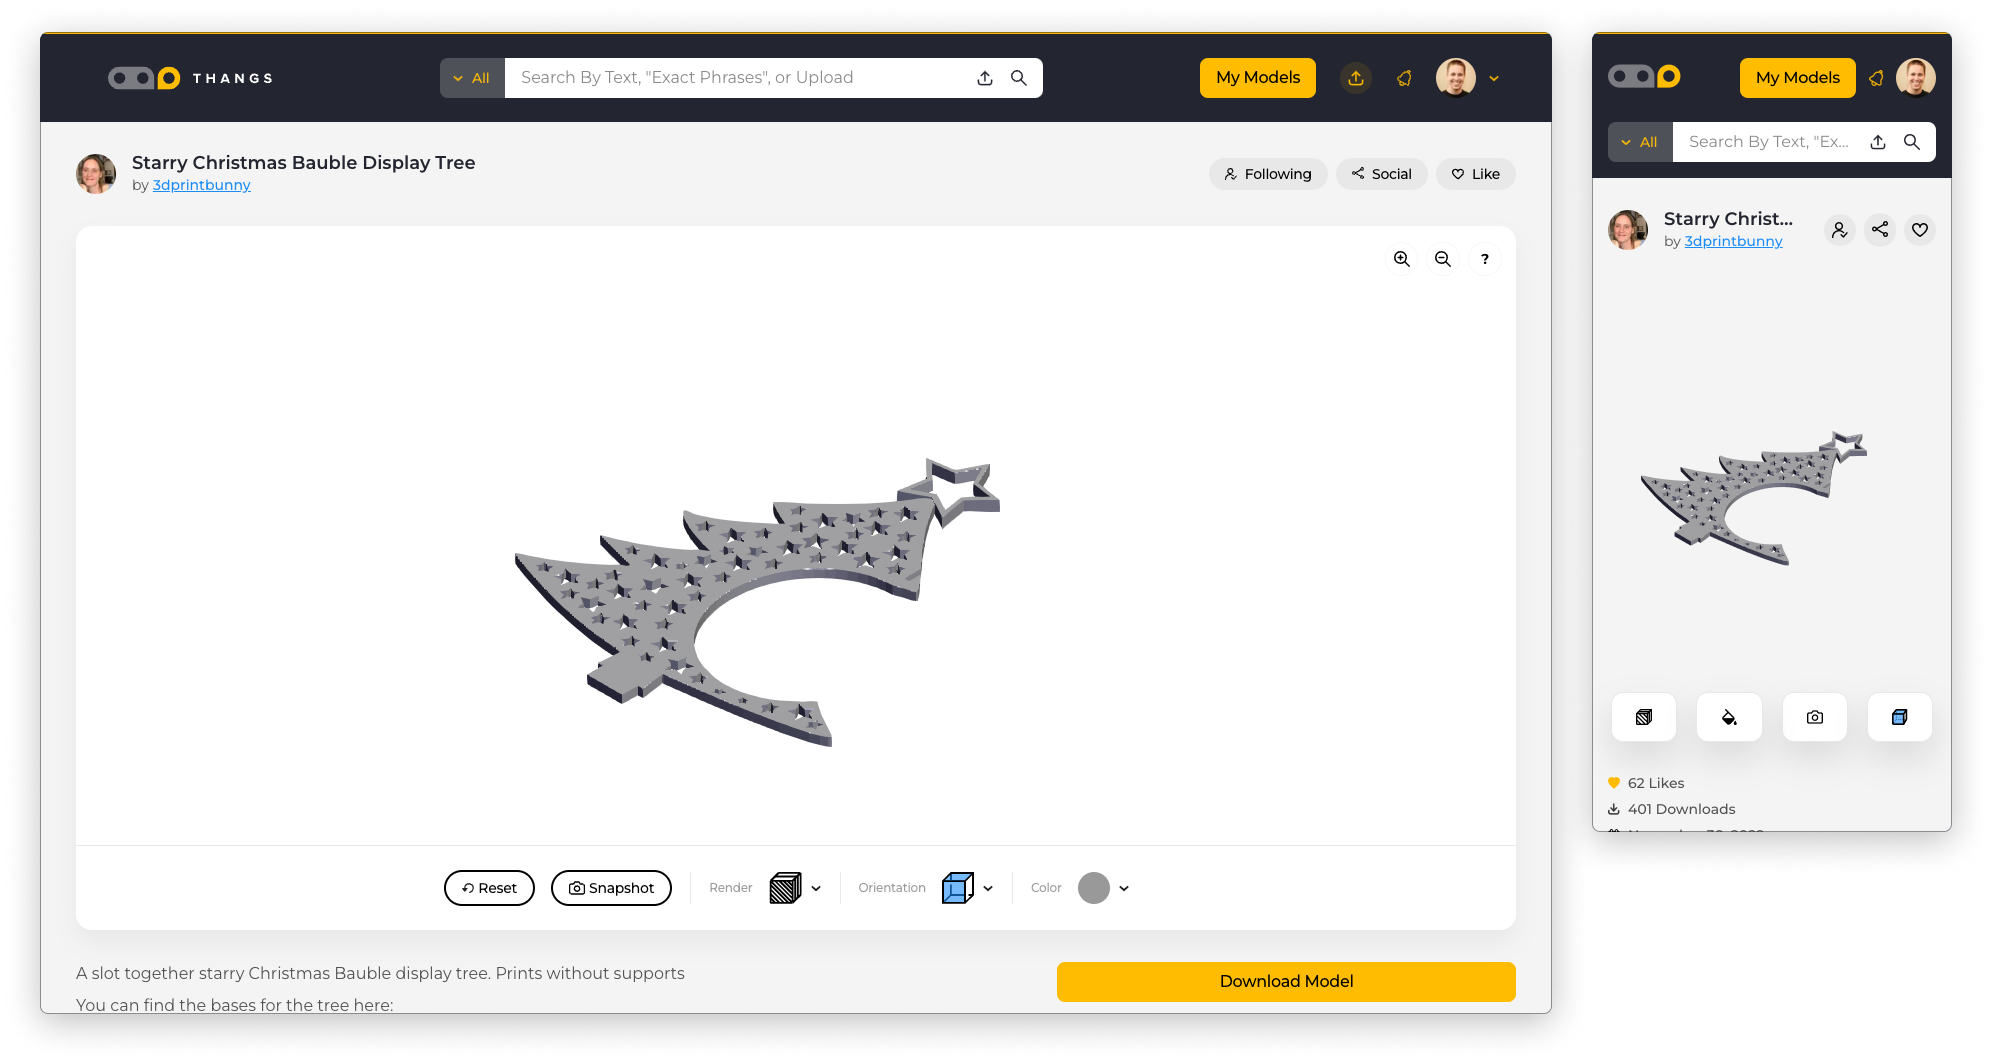 THANGS
All
Search By Text, "Exact Phrases", or Upload
My Models
Starry Christmas Bauble Display Tree
by 3dprintbunny
Following
Social
Like
?
Reset
Snapshot
Render
Orientation
Color
A slot together starry Christmas Bauble display tree. Prints without supports
Download Model
You can find the bases for the tree here:
My Models
All
Search By Text, "Ex...
Starry Christ...
by 3dprintbunny
62 Likes
401 Downloads